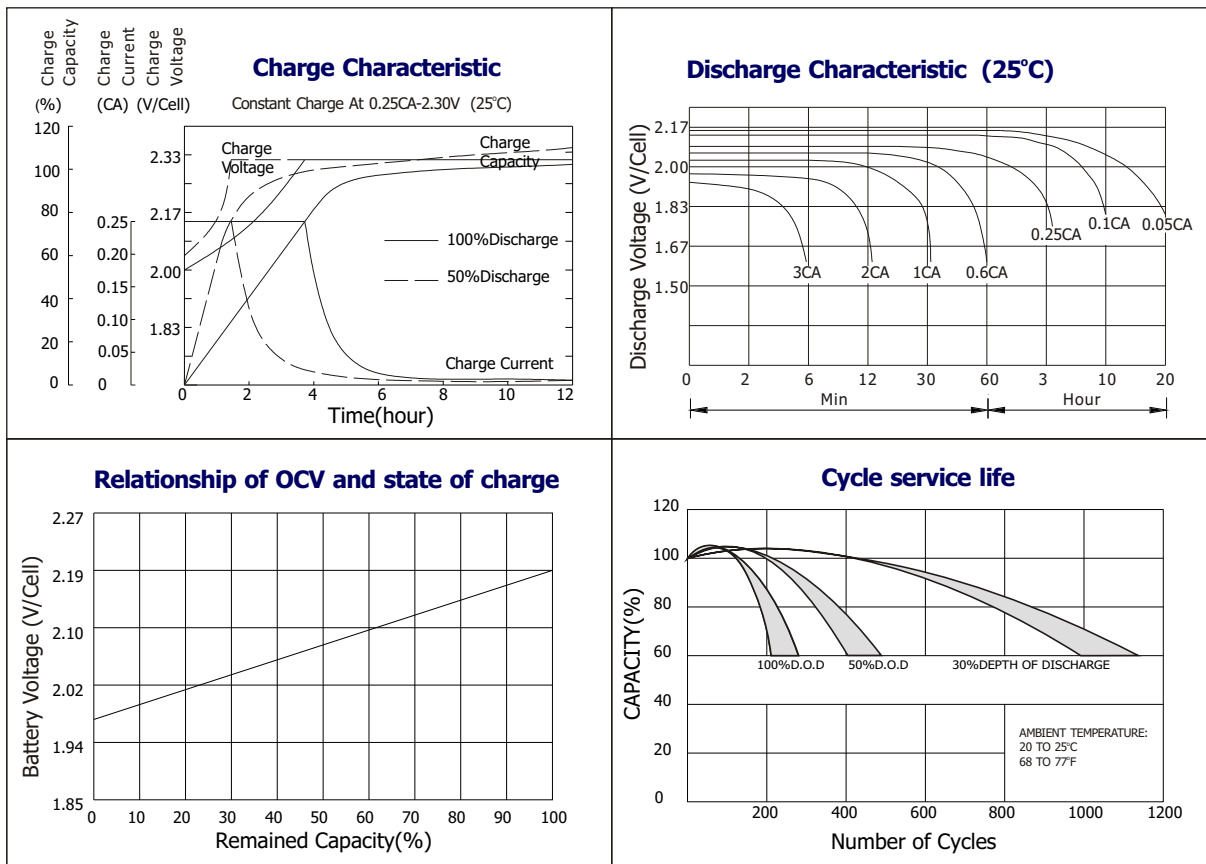 Charge Capacity
Charge Current
Charge Voltage
(%)
(CA)
(V/Cell)
Charge Characteristic
Constant Charge At 0.25CA-2.30V (25°C)
120
100
80
60
40
20
0
0.25
0.20
0.15
0.10
0.05
0
2.33
2.17
2.00
1.83
Charge
Voltage
Charge
Capacity
100%Discharge
50%Discharge
Charge Current
0 2 4 6 8 10 12
Time(hour)
Discharge Characteristic (25°C)
Discharge Voltage (V/Cell)
2.17
2.00
1.83
1.67
1.50
3CA
2CA
1CA
0.6CA
0.25CA
0.1CA
0.05CA
0 2 6 12 30 60 3 10 20
Min
Hour
Relationship of OCV and state of charge
Battery Voltage (V/Cell)
2.27
2.19
2.10
2.02
1.94
1.85
0 10 20 30 40 50 60 70 80 90 100
Remained Capacity(%)
Cycle service life
CAPACITY(%)
120
100
80
60
40
20
0
100%D.O.D
50%D.O.D
30%DEPTH OF DISCHARGE
AMBIENT TEMPERATURE:
20 TO 25°C
68 TO 77°F
200 400 600 800 1000 1200
Number of Cycles